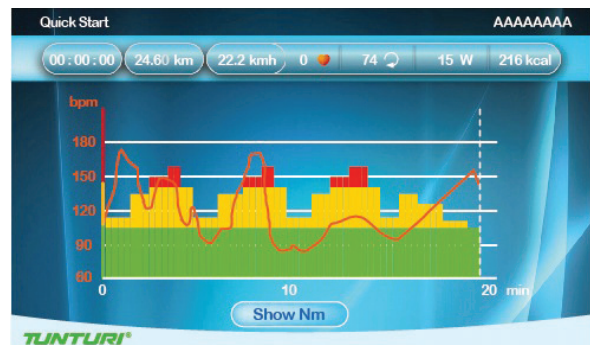 Quick Start AAAAAAAA
00:00:00 24.60 km 22.2 kmh 0 74 15 W 216 kcal
bpm
180
150
120
90
60
0 10 20 min
Show Nm
TUNTURI®